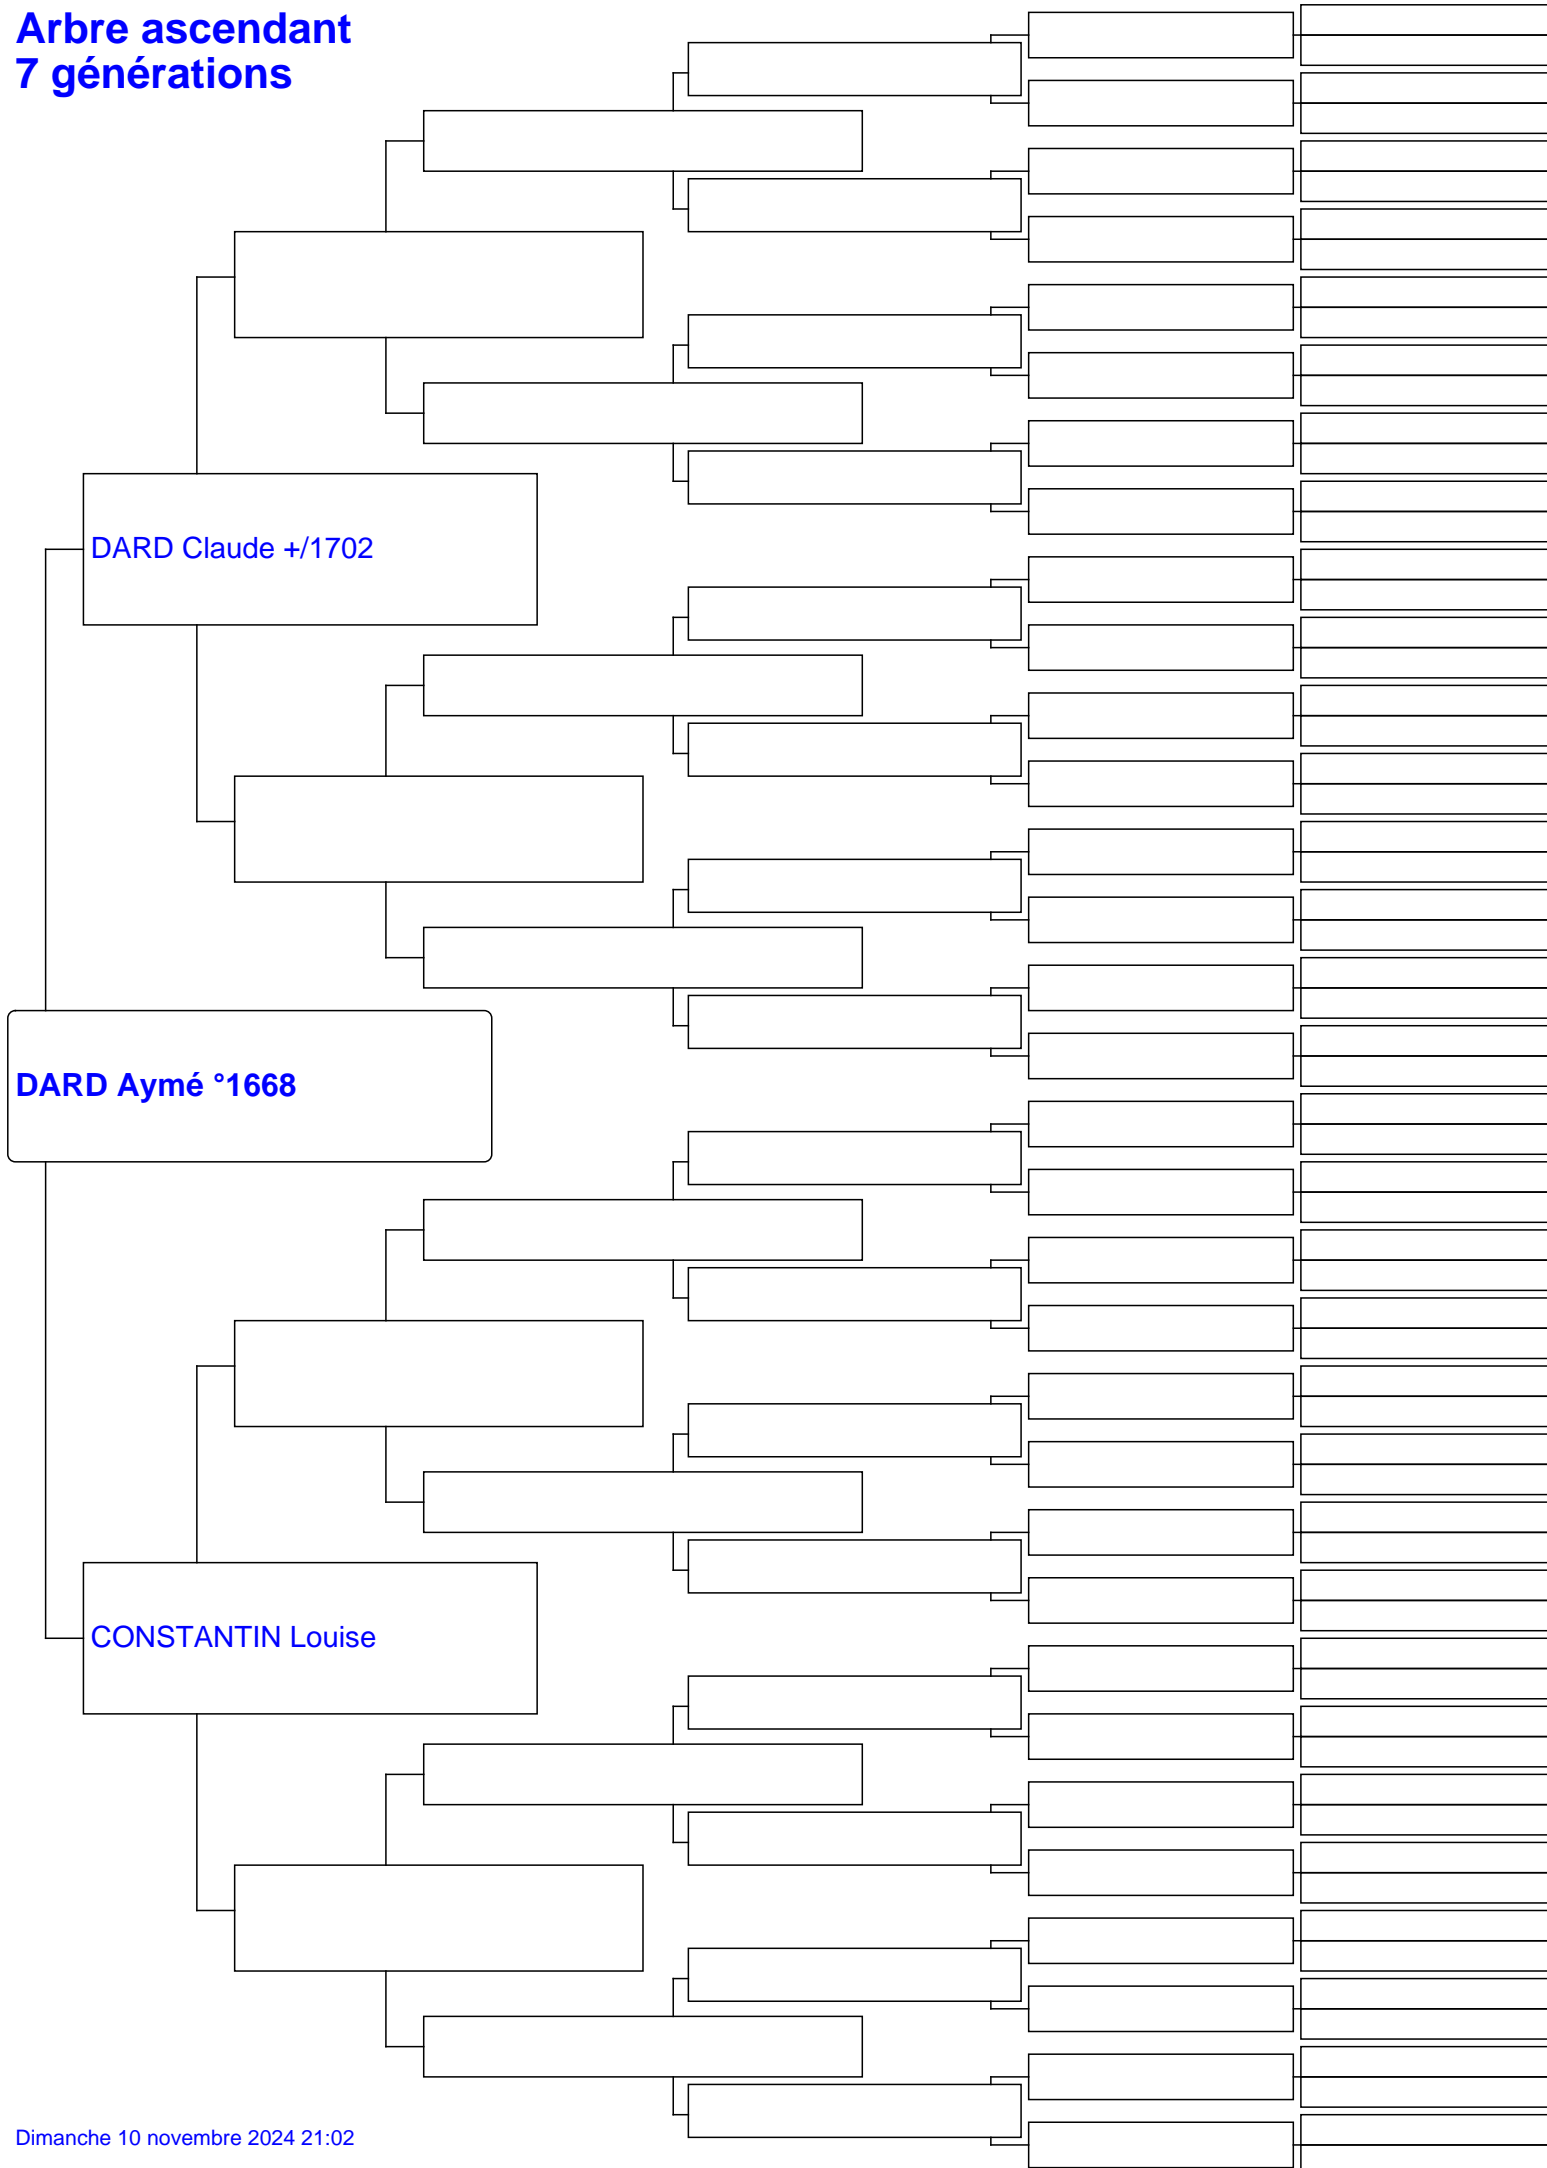 Arbre ascendant
7 générations
DARD Claude +/1702
DARD Aymé °1668
CONSTANTIN Louise
Dimanche 10 novembre 2024 21:02